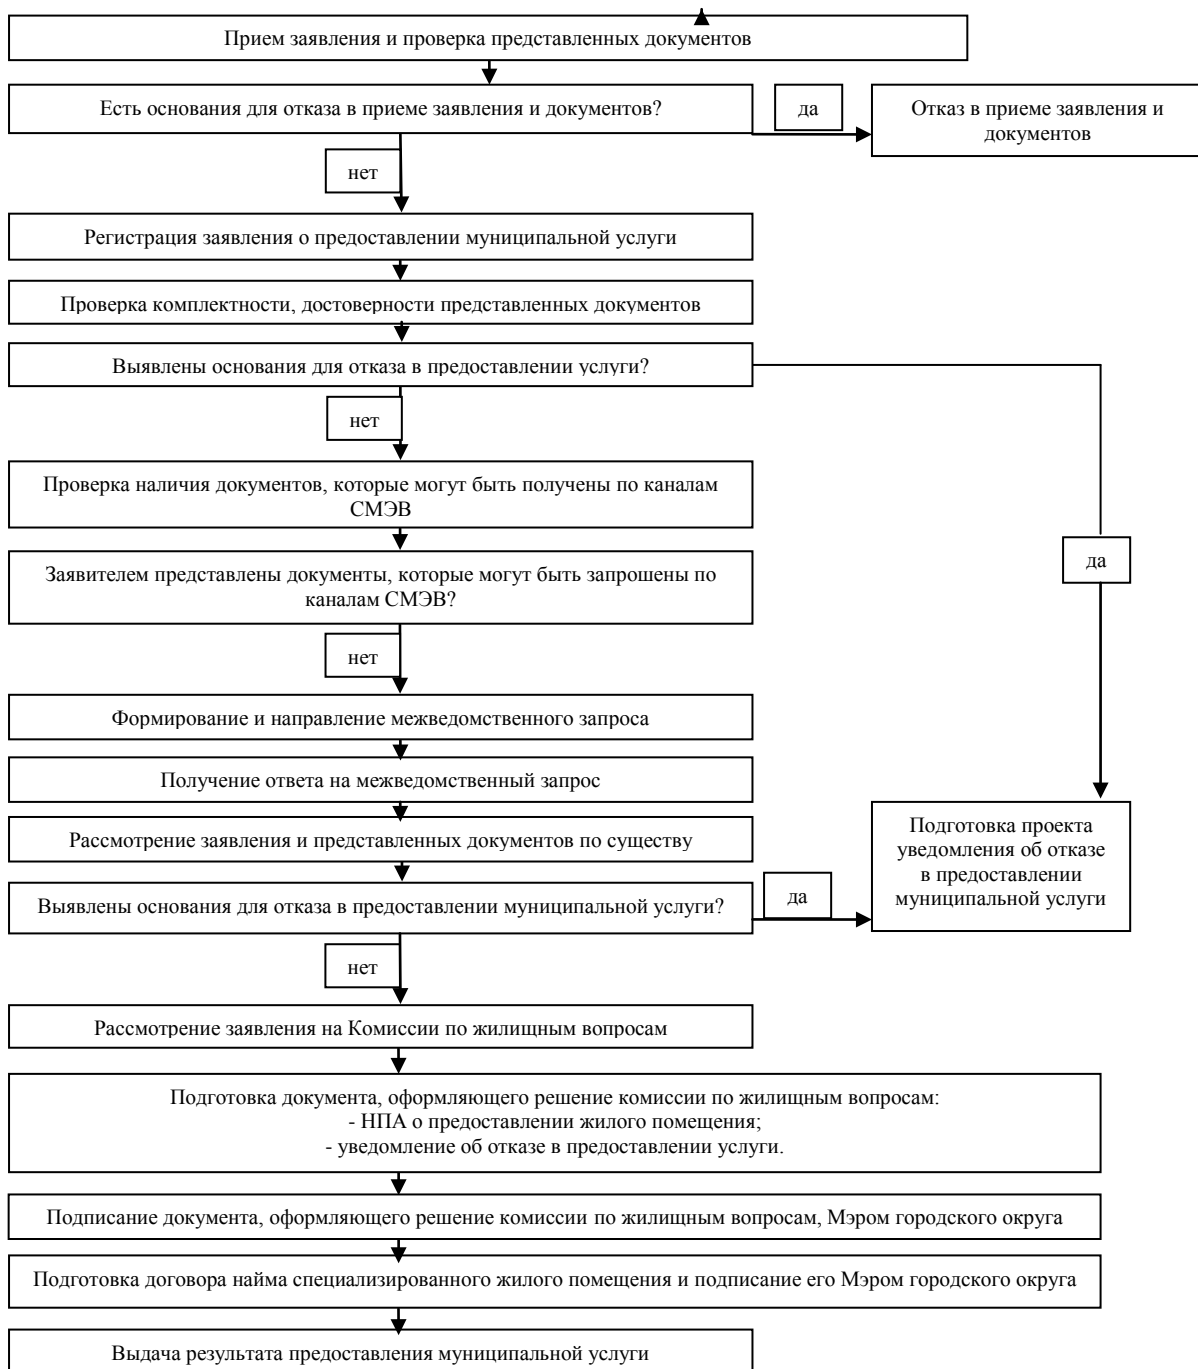 Прием заявления и проверка представленных документов
Есть основания для отказа в приеме заявления и документов?
да
Отказ в приеме заявления и
документов
нет
Регистрация заявления о предоставлении муниципальной услуги
Проверка комплектности, достоверности представленных документов
Выявлены основания для отказа в предоставлении услуги?
нет
Проверка наличия документов, которые могут быть получены по каналам
СМЭВ
Заявителем представлены документы, которые могут быть запрошены по
каналам СМЭВ?
да
нет
Формирование и направление межведомственного запроса
Получение ответа на межведомственный запрос
Рассмотрение заявления и представленных документов по существу
Подготовка проекта
уведомления об отказе
в предоставлении
муниципальной услуги
Выявлены основания для отказа в предоставлении муниципальной услуги?
да
нет
Рассмотрение заявления на Комиссии по жилищным вопросам
Подготовка документа, оформляющего решение комиссии по жилищным вопросам:
- НПА о предоставлении жилого помещения;
- уведомление об отказе в предоставлении услуги.
Подписание документа, оформляющего решение комиссии по жилищным вопросам, Мэром городского округа
Подготовка договора найма специализированного жилого помещения и подписание его Мэром городского округа
Выдача результата предоставления муниципальной услуги